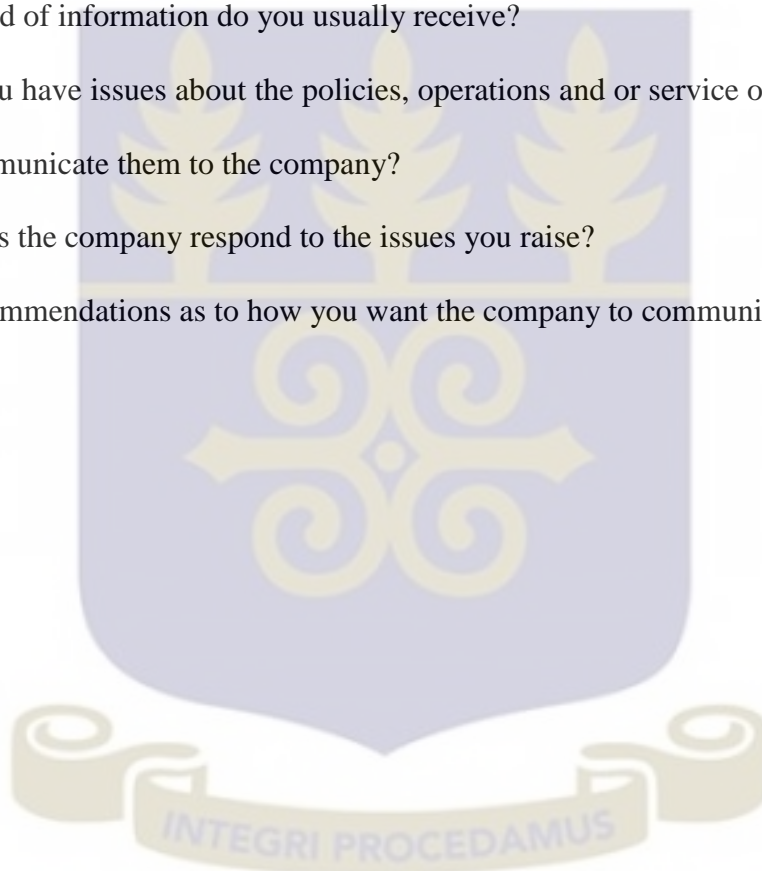 d of information do you usually receive?
u have issues about the policies, operations and or service o
municate them to the company?
s the company respond to the issues you raise?
mmendations as to how you want the company to communi
INTEGRI PROCEDAMUS